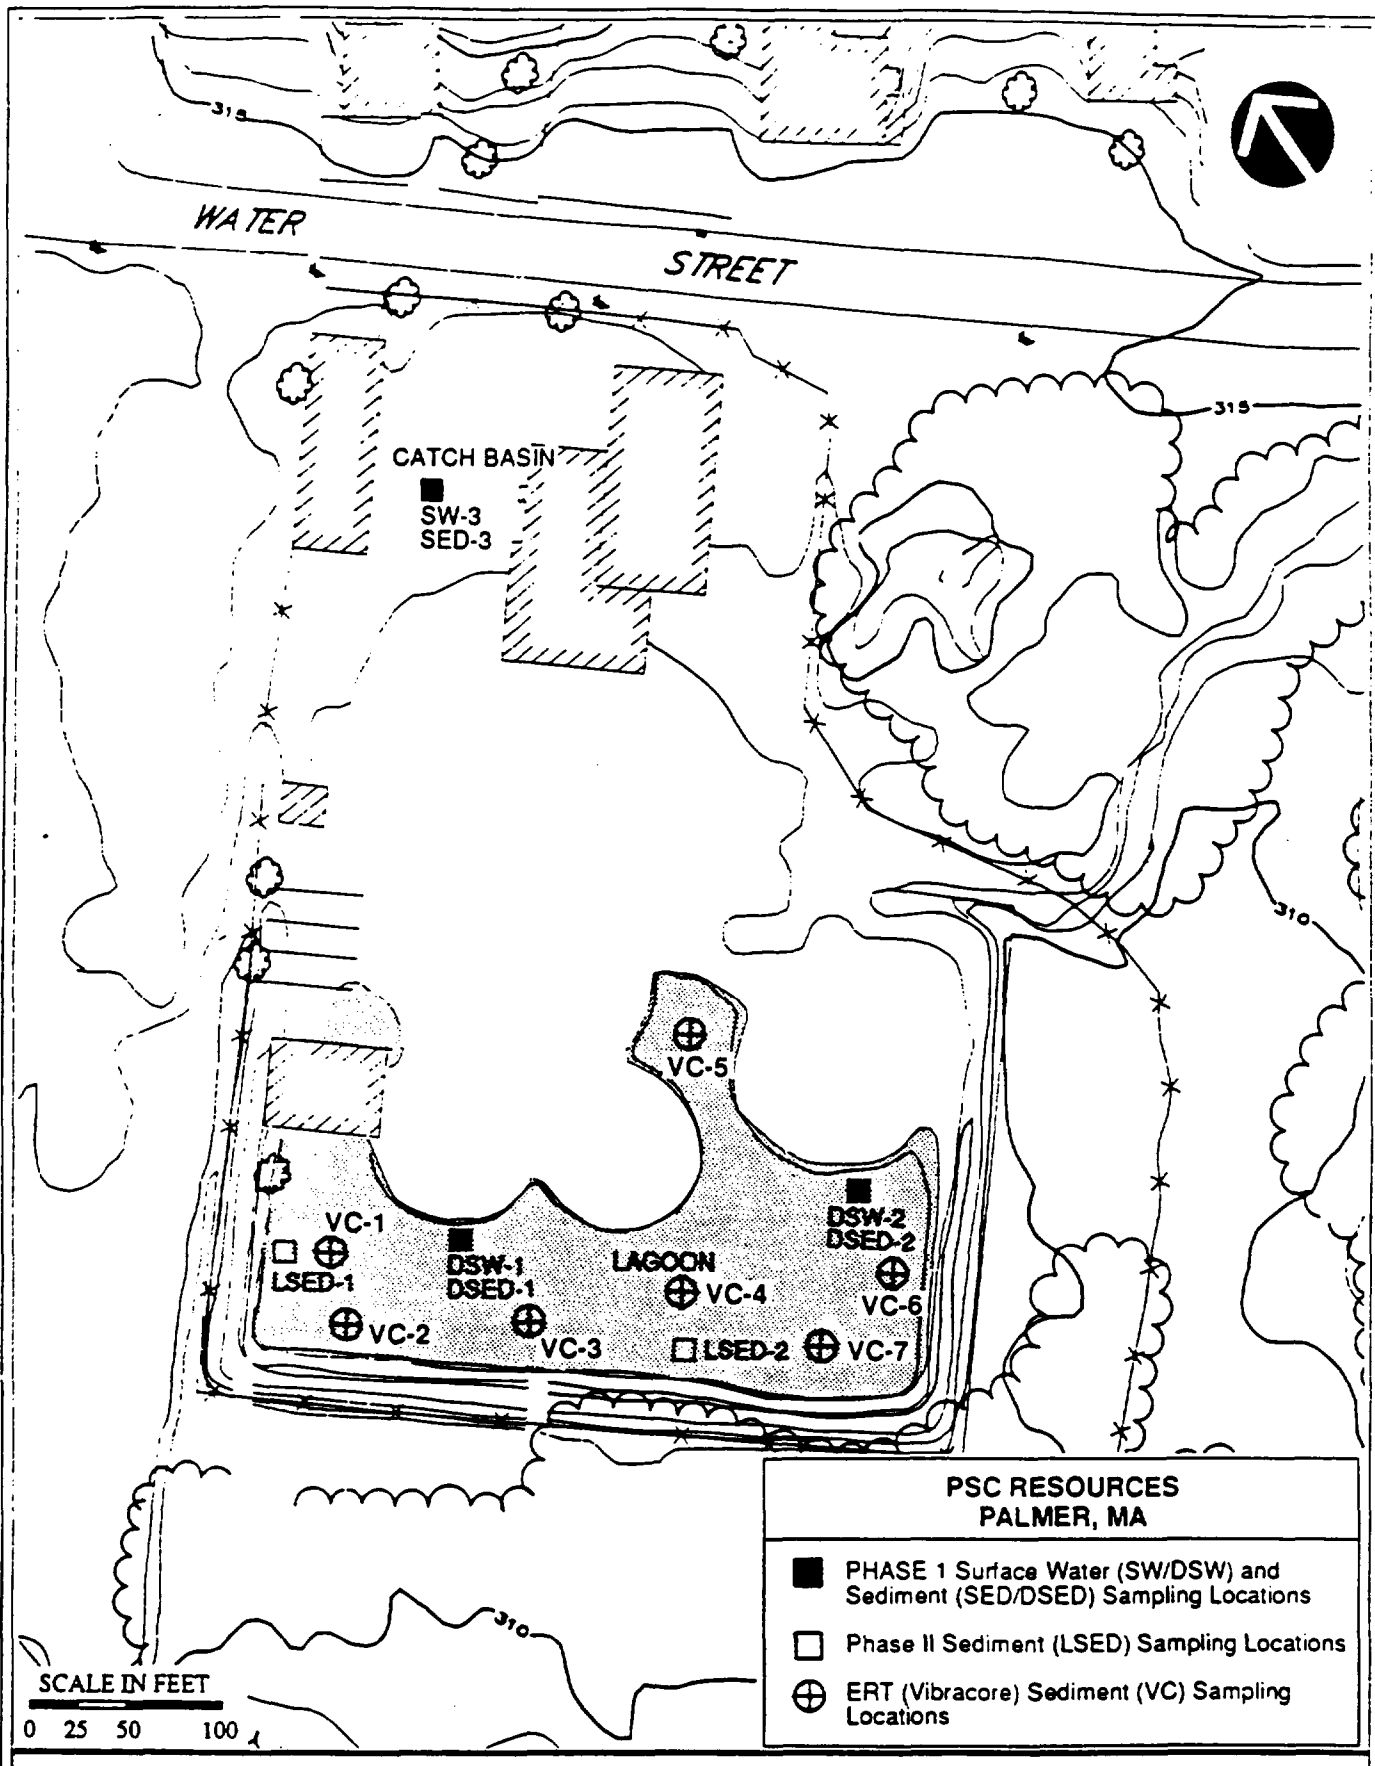 315
WATER
STREET
315
CATCH BASIN
SW-3
SED-3
310
VC-5
VC-1
LSED-1
DSW-1
DSED-1
LAGOON
DSW-2
DSED-2
VC-4
VC-6
VC-2
VC-3
LSED-2
VC-7
310
PSC RESOURCES
PALMER, MA
PHASE 1 Surface Water (SW/DSW) and
Sediment (SED/DSED) Sampling Locations
Phase II Sediment (LSED) Sampling Locations
ERT (Vibracore) Sediment (VC) Sampling
Locations
SCALE IN FEET
0 25 50 100